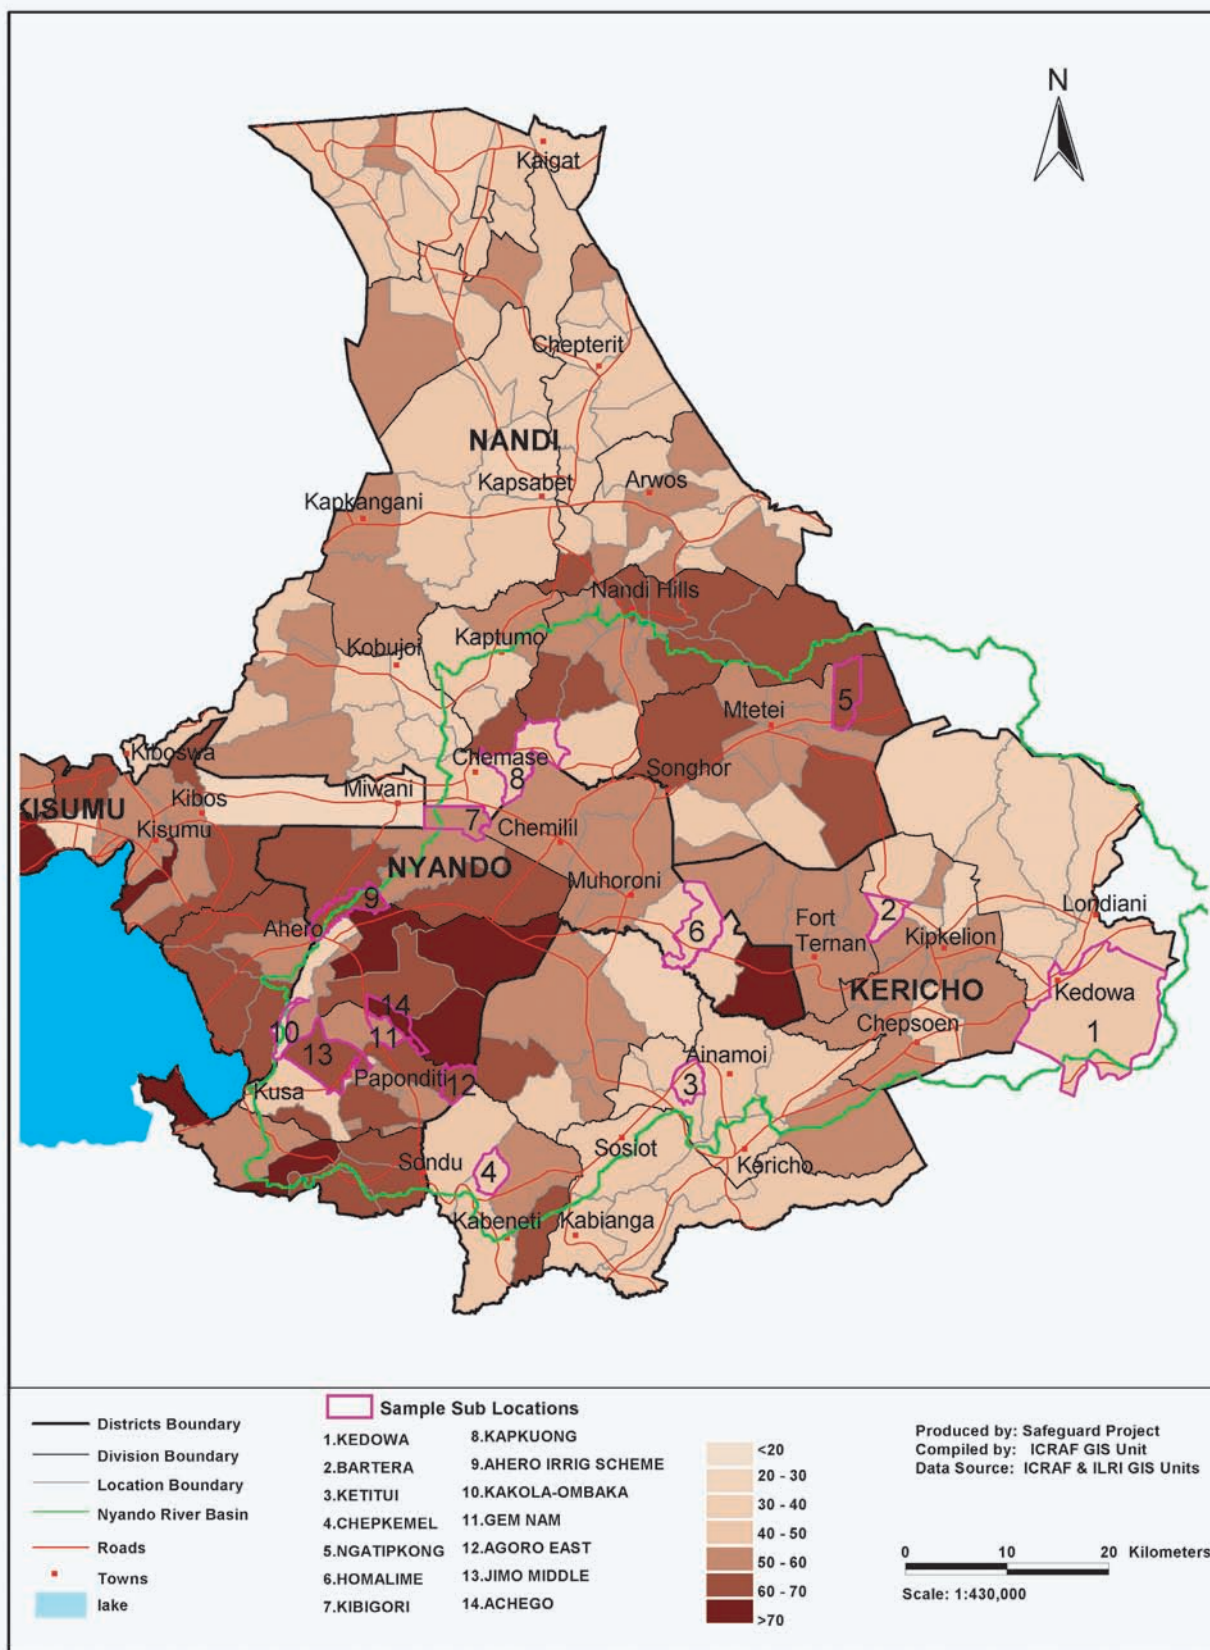 N
Kaigat
Chepterit
NANDI
Kapsabet
Arwos
Kapkangani
Nandi Hills
Kaptumo
Kobujoi
5
Mtetei
Kiboswa
Chemase
8
Songhor
KISUMU
Kibos
Miwani
7
Kisumu
Chemilil
NYANDO
Muhoroni
9
Ahero
6
2
Fort
Ternan
Kipkelion
Londiani
KERICHO
Kedowa
14
10
11
13
Chepsoen
1
Ainamoi
Paponditi
12
3
Kusa
Sosiot
Kericho
Sondu
4
Kabeneti
Kabianga
Districts Boundary
Division Boundary
Location Boundary
Nyando River Basin
Roads
Towns
lake
Sample Sub Locations
1.KEDOWA
2.BARTERA
3.KETITUI
4.CHEPKEMEL
5.NGATIPKONG
6.HOMALIME
7.KIBIGORI
8.KAPKUONG
9.AHERO IRRIG SCHEME
10.KAKOLA-OMBAKA
11.GEM NAM
12.AGORO EAST
13.JIMO MIDDLE
14.ACHEGO
<20
20 - 30
30 - 40
40 - 50
50 - 60
60 - 70
>70
Produced by: Safeguard Project
Compiled by: ICRAF GIS Unit
Data Source: ICRAF & ILRI GIS Units
0 10 20 Kilometers
Scale: 1:430,000